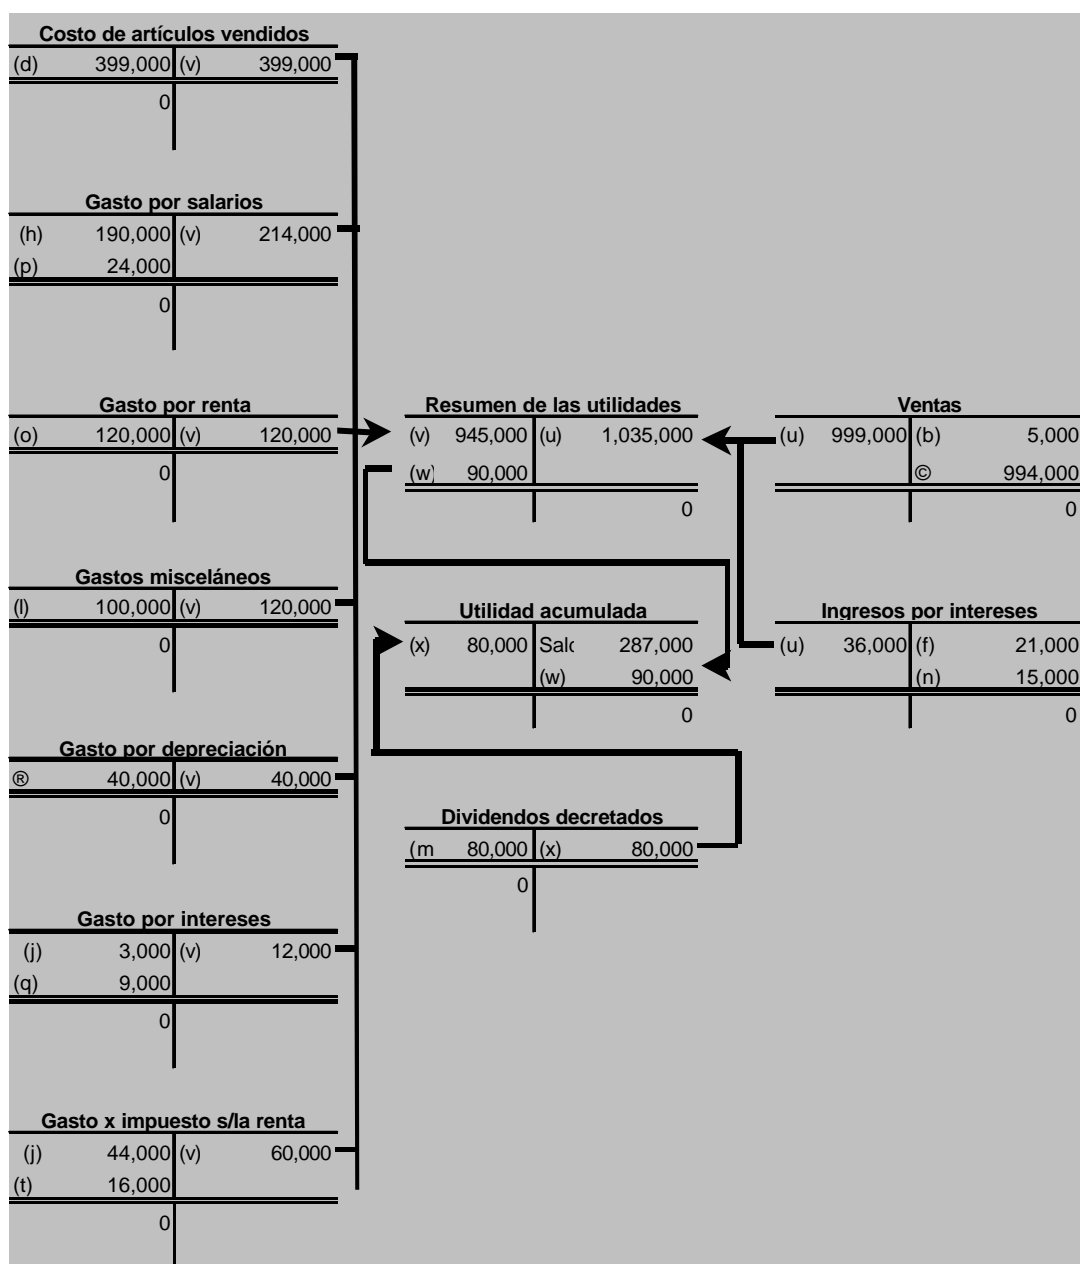 Costo de artículos vendidos
(d) 399,000 (v) 399,000
0
Gasto por salarios
(h) 190,000 (v) 214,000
(p) 24,000
0
Gasto por renta
(o) 120,000 (v) 120,000
0
Gastos misceláneos
(l) 100,000 (v) 120,000
0
Gasto por depreciación
® 40,000 (v) 40,000
0
Gasto por intereses
(j) 3,000 (v) 12,000
(q) 9,000
0
Gasto x impuesto s/la renta
(j) 44,000 (v) 60,000
(t) 16,000
0
Resumen de las utilidades
(v) 945,000 (u) 1,035,000
(w) 90,000
0
Utilidad acumulada
(x) 80,000 Salc 287,000
(w) 90,000
0
Dividendos decretados
(m 80,000 (x) 80,000
0
Ventas
(u) 999,000 (b) 5,000
© 994,000
0
Ingresos por intereses
(u) 36,000 (f) 21,000
(n) 15,000
0